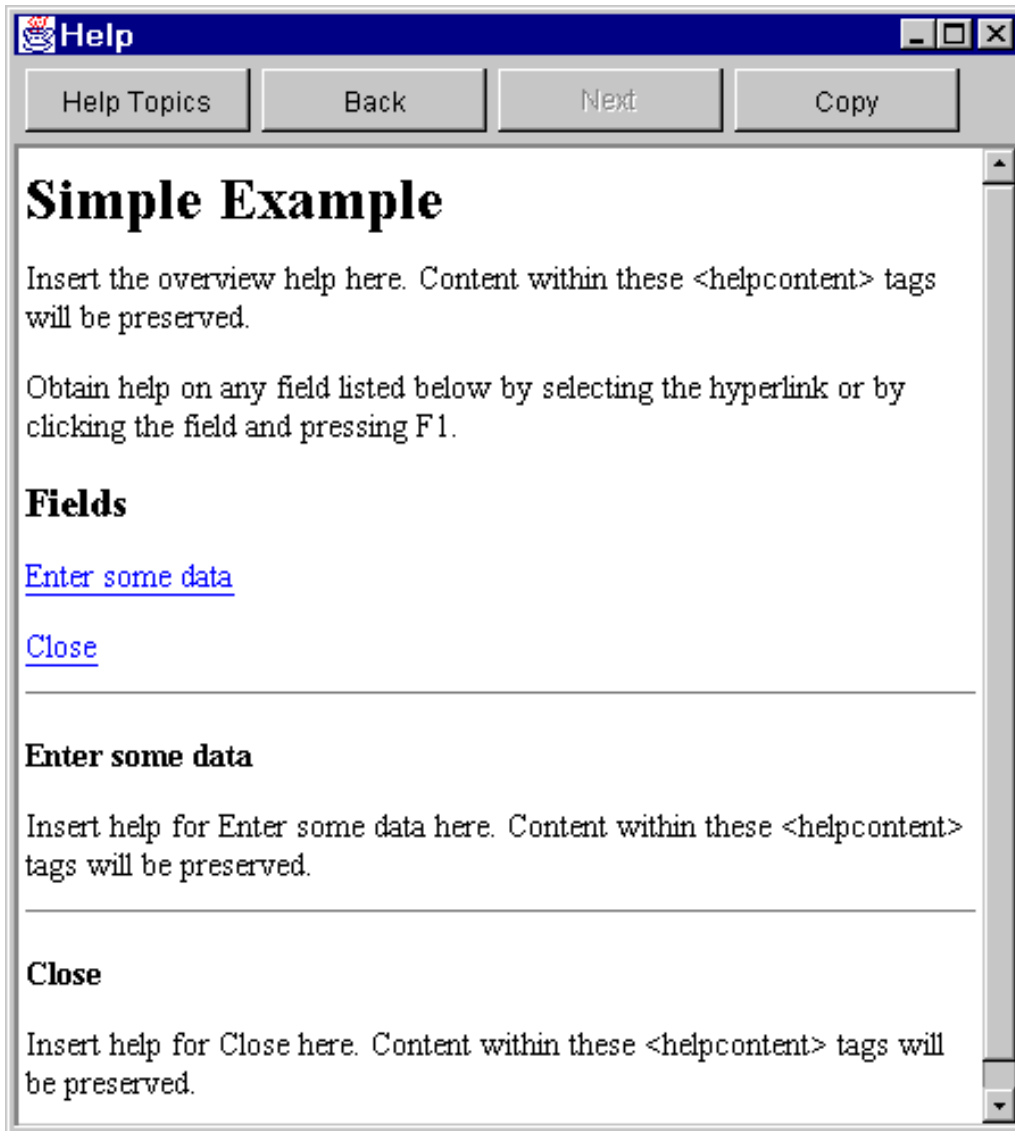 Help
Help Topics Back Next Copy
Simple Example
Insert the overview help here. Content within these <helpcontent> tags
will be preserved.
Obtain help on any field listed below by selecting the hyperlink or by
clicking the field and pressing F1.
Fields
Enter some data
Close
Enter some data
Insert help for Enter some data here. Content within these <helpcontent>
tags will be preserved.
Close
Insert help for Close here. Content within these <helpcontent> tags will
be preserved.